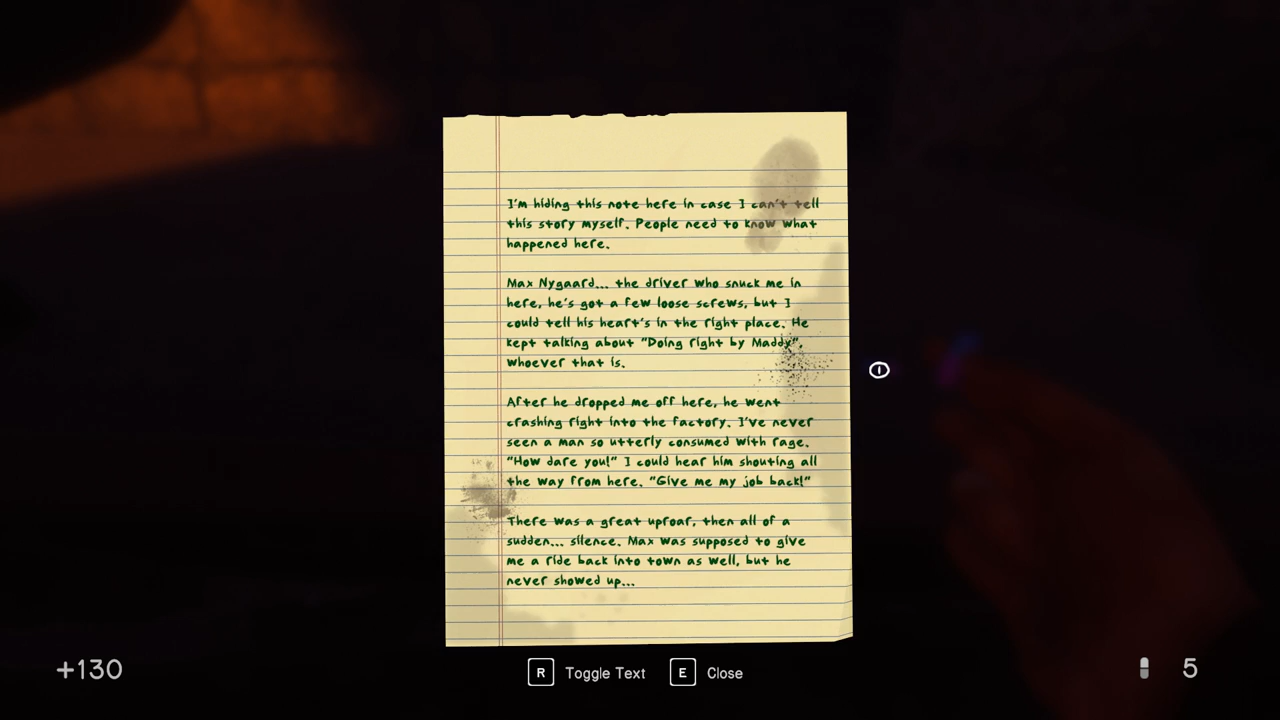 I'm hiding this note here in case I can't tell
this story myself. People need to know what
happened here.
Max Nygaard... the driver who snuck me in
here, he's got a few loose screws, but I
could tell his heart's in the right place. He
kept talking about "Doing right by Maddy",
whoever that is.
After he dropped me off here, he went
crashing right into the factory. I've never
seen a man so utterly consumed with rage.
"How dare you!" I could hear him shouting all
the way from here. "Give me my job back!"
There was a great uproar, then all of a
sudden... silence. Max was supposed to give
me a ride back into town as well, but he
never showed up...
+130
R Toggle Text E Close
5